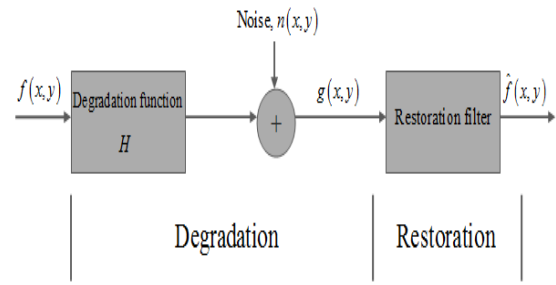 Noise, n(x,y)
f(x,y)
Degradation function
H
+
g(x,y)
Restoration filter
f̂(x,y)
Degradation
Restoration